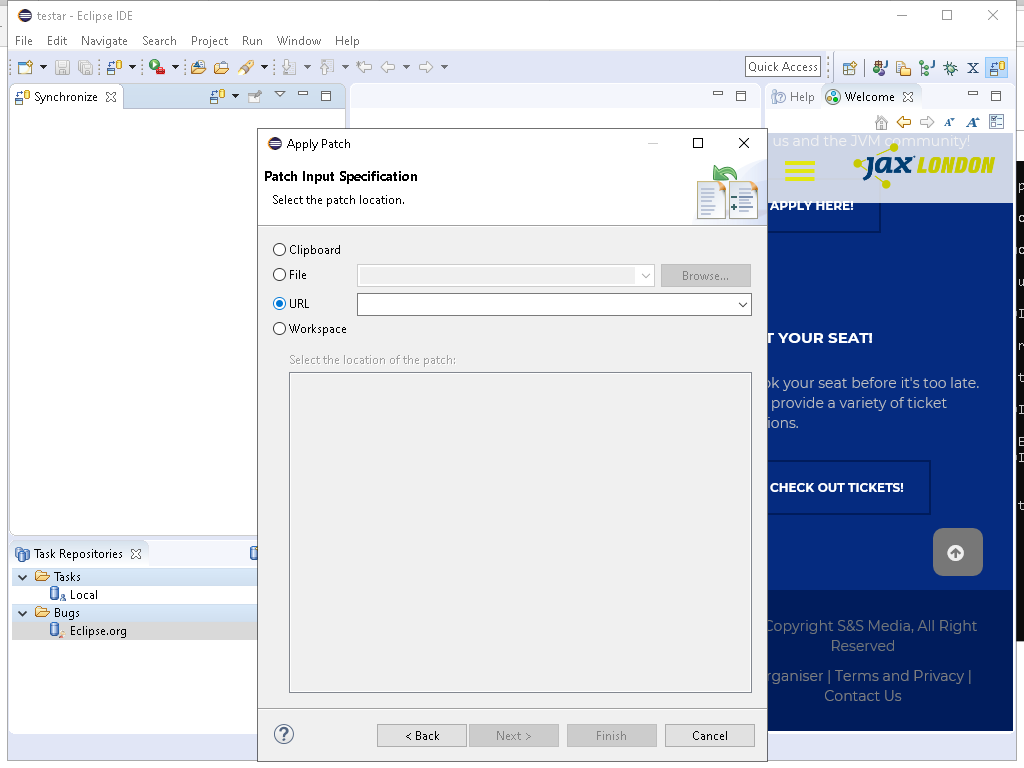 testar - Eclipse IDE
File Edit Navigate Search Project Run Window Help
Quick Access
Synchronize
Help Welcome
us and the JVM community!
JAX LONDON
APPLY HERE!
T YOUR SEAT!
ok your seat before it's too late.
provide a variety of ticket
ions.
CHECK OUT TICKETS!
Copyright S&S Media, All Right
Reserved
rganiser | Terms and Privacy |
Contact Us
Apply Patch
Patch Input Specification
Select the patch location.
Clipboard
File Browse...
URL
Workspace
Select the location of the patch:
< Back Next > Finish Cancel
Task Repositories
Tasks
Local
Bugs
Eclipse.org